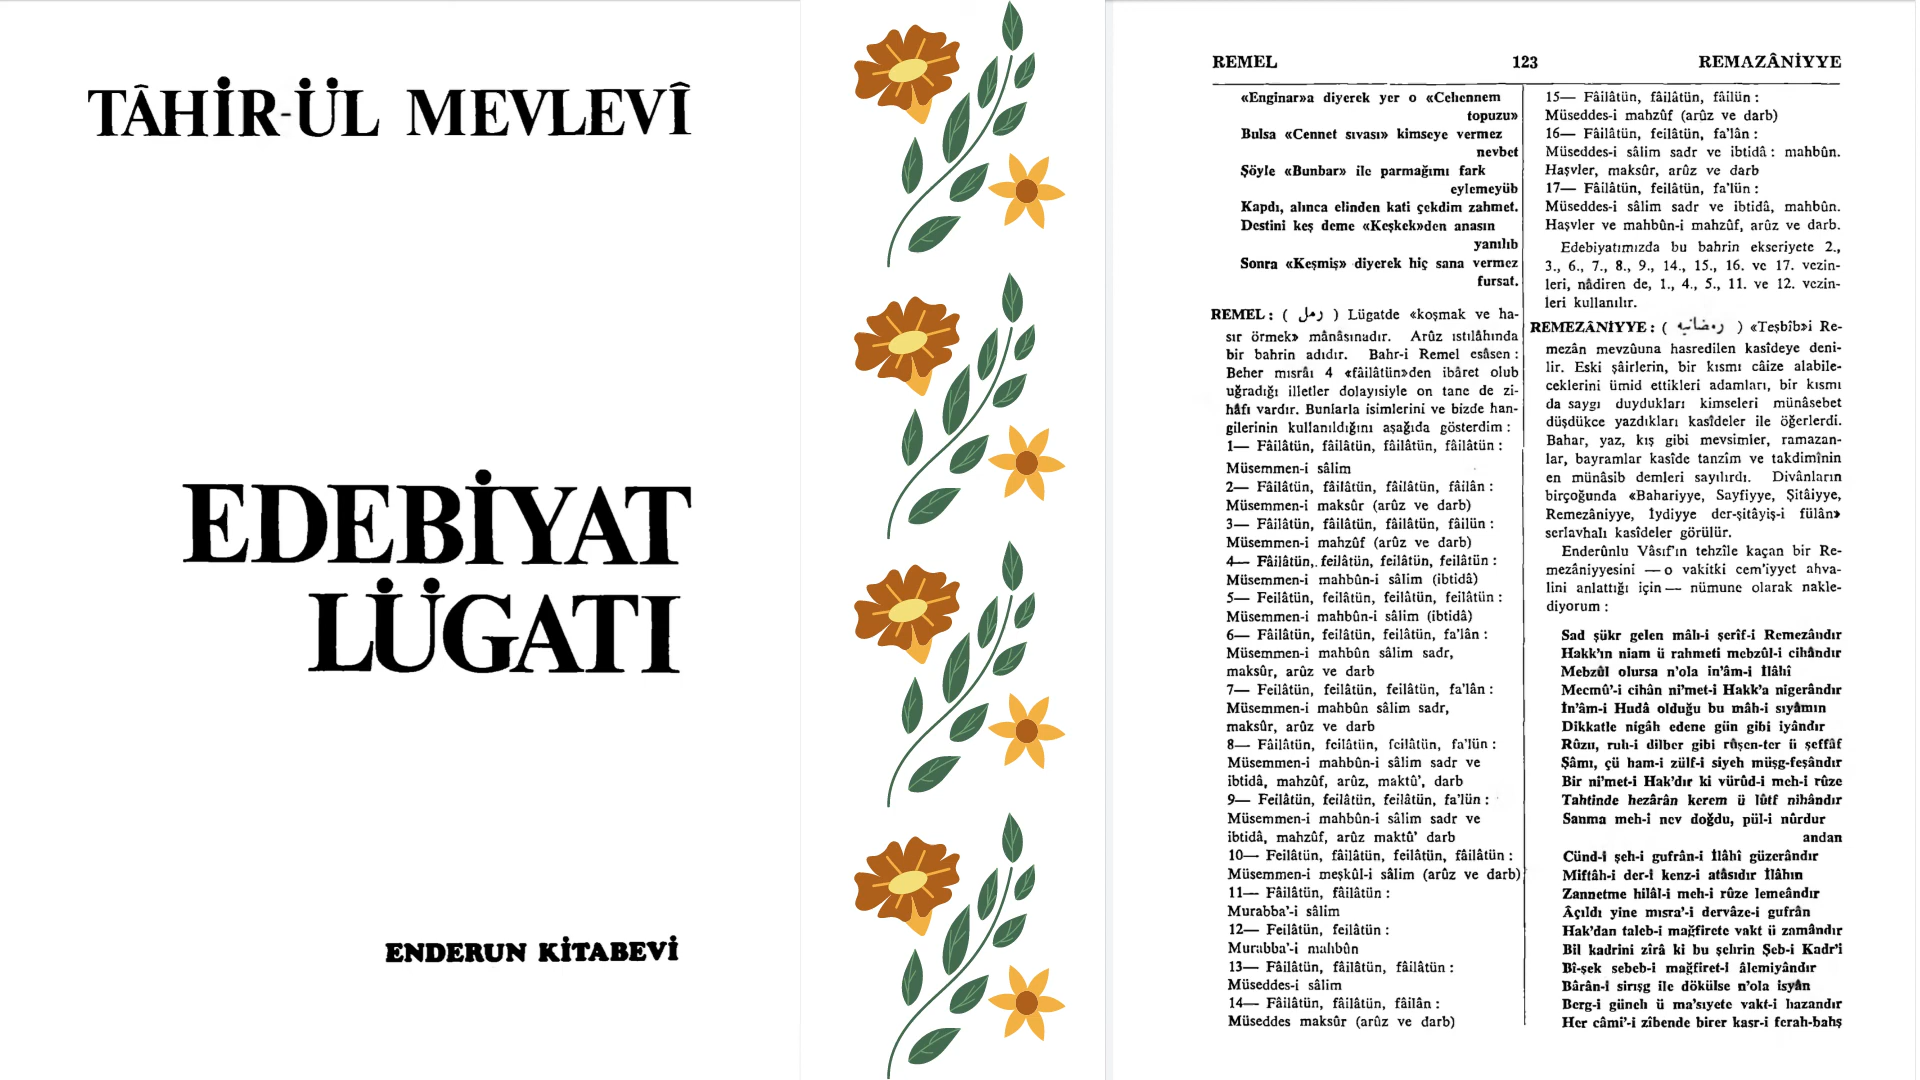 TÂHİR-ÜL MEVLEVÎ
EDEBİYAT
LÜGATI
ENDERUN KİTABEVİ
REMEL 123 REMAZÂNİYYE
«Enginar»a diyerek yer o «Cehennem
topuzu»
Bulsa «Cennet sıvası» kimseye vermez
nevbet
Şöyle «Bunbar» ile parmağımı fark
eylemeyüb
Kapdı, alınca elinden kati çekdim zahmet.
Destini keş deme «Keşkek»den anasın
yanılıb
Sonra «Keşmiş» diyerek hiç sana vermez
fursat.
REMEL : ( رمل ) Lügatde «koşmak ve ha-
sır örmek» mânâsınadır. Arûz ıstılâhında
bir bahrin adıdır. Bahr-i Remel esâsen :
Beher mısrâı 4 «fâilâtün»den ibâret olub
uğradığı illetler dolayısiyle on tane de zi-
hâfı vardır. Bunlarla isimlerini ve bizde han-
gilerinin kullanıldığını aşağıda gösterdim :
1— Fâilâtün, fâilâtün, fâilâtün, fâilâtün :
Müsemmen-i sâlim
2— Fâilâtün, fâilâtün, fâilâtün, fâilân :
Müsemmen-i maksûr (arûz ve darb)
3— Fâilâtün, fâilâtün, fâilâtün, fâilün :
Müsemmen-i mahzûf (arûz ve darb)
4— Fâilâtün, feilâtün, feilâtün, feilâtün :
Müsemmen-i mahbûn-i sâlim (ibtidâ)
5— Feilâtün, feilâtün, feilâtün, feilâtün :
Müsemmen-i mahbûn-i sâlim (ibtidâ)
6— Fâilâtün, feilâtün, feilâtün, fa'lân :
Müsemmen-i mahbûn sâlim sadr,
maksûr, arûz ve darb
7— Feilâtün, feilâtün, feilâtün, fa'lân :
Müsemmen-i mahbûn sâlim sadr,
maksûr, arûz ve darb
8— Fâilâtün, feilâtün, feilâtün, fa'lün :
Müsemmen-i mahbûn-i sâlim sadr ve
ibtidâ, mahzûf, arûz, maktû', darb
9— Feilâtün, feilâtün, feilâtün, fa'lün :
Müsemmen-i mahbûn-i sâlim sadr ve
ibtidâ, mahzûf, arûz maktû' darb
10— Feilâtün, fâilâtün, feilâtün, fâilâtün :
Müsemmen-i meşkûl-i sâlim (arûz ve darb)
11— Fâilâtün, fâilâtün :
Murabba'-i sâlim
12— Feilâtün, feilâtün :
Murabba'-i mahbûn
13— Fâilâtün, fâilâtün, fâilâtün :
Müseddes-i sâlim
14— Fâilâtün, fâilâtün, fâilân :
Müseddes maksûr (arûz ve darb)
15— Fâilâtün, fâilâtün, fâilün :
Müseddes-i mahzûf (arûz ve darb)
16— Fâilâtün, feilâtün, fa'lân :
Müseddes-i sâlim sadr ve ibtidâ : mahbûn.
Haşvler, maksûr, arûz ve darb
17— Fâilâtün, feilâtün, fa'lün :
Müseddes-i sâlim sadr ve ibtidâ, mahbûn.
Haşvler ve mahbûn-i mahzûf, arûz ve darb.
Edebiyatımızda bu bahrin ekseriyete 2.,
3., 6., 7., 8., 9., 14., 15., 16. ve 17. vezin-
leri, nâdiren de, 1., 4., 5., 11. ve 12. vezin-
leri kullanılır.
REMEZÂNİYYE : ( رمضانيه ) «Teşbîb»i Re-
mezân mevzûuna hasredilen kasîdeye deni-
lir. Eski şâirlerin, bir kısmı câize alabile-
ceklerini ümid ettikleri adamları, bir kısmı
da saygı duydukları kimseleri münâsebet
düşdükce yazdıkları kasîdeler ile öğerlerdi.
Bahar, yaz, kış gibi mevsimler, ramazan-
lar, bayramlar kasîde tanzîm ve takdimînin
en münâsib demleri sayılırdı. Divânların
birçoğunda «Bahariyye, Sayfiyye, Şitâiyye,
Remezâniyye, İydiyye der-şitâyiş-i fülân»
serlavhalı kasîdeler görülür.
Enderûnlu Vâsıf'ın tehzîle kaçan bir Re-
mezâniyyesini —o vakitki cem'iyyet ahva-
lini anlattığı için— nümune olarak nakle-
diyorum :
Sad şükr gelen mâh-i şerîf-i Remezândır
Hakk'ın niam ü rahmeti mebzûl-i cihândır
Mebzûl olursa n'ola in'âm-i İlâhî
Mecmû'-i cihân ni'met-i Hakk'a nigerândır
İn'âm-i Hudâ olduğu bu mâh-i sıyâmın
Dikkatle nigâh edene gün gibi iyândır
Rûzu, ruh-i dilber gibi rûşen-ter ü şeffâf
Şâmı, çü ham-i zülf-i siyeh müşg-feşândır
Bir ni'met-i Hak'dır ki vürûd-i meh-i rûze
Tahtinde hezârân kerem ü lûtf nihândır
Sanma meh-i nev doğdu, pül-i nûrdur
andan
Cünd-i şeh-i gufrân-i İlâhî güzerândır
Miftâh-i der-i kenz-i atâsıdır İlâhın
Zannetme hilâl-i meh-i rûze lemeândır
Âçıldı yine mısra'-i dervâze-i gufrân
Hak'dan taleb-i mağfirete vakt ü zamândır
Bil kadrini zîrâ ki bu şehrin Şeb-i Kadr'i
Bî-şek sebeb-i mağfiret-i âlemiyândır
Bârân-i sirişg ile dökülse n'ola isyân
Berg-i güneh ü ma'sıyete vakt-i hazandır
Her câmi'-i zîbende birer kasr-i ferah-bahş